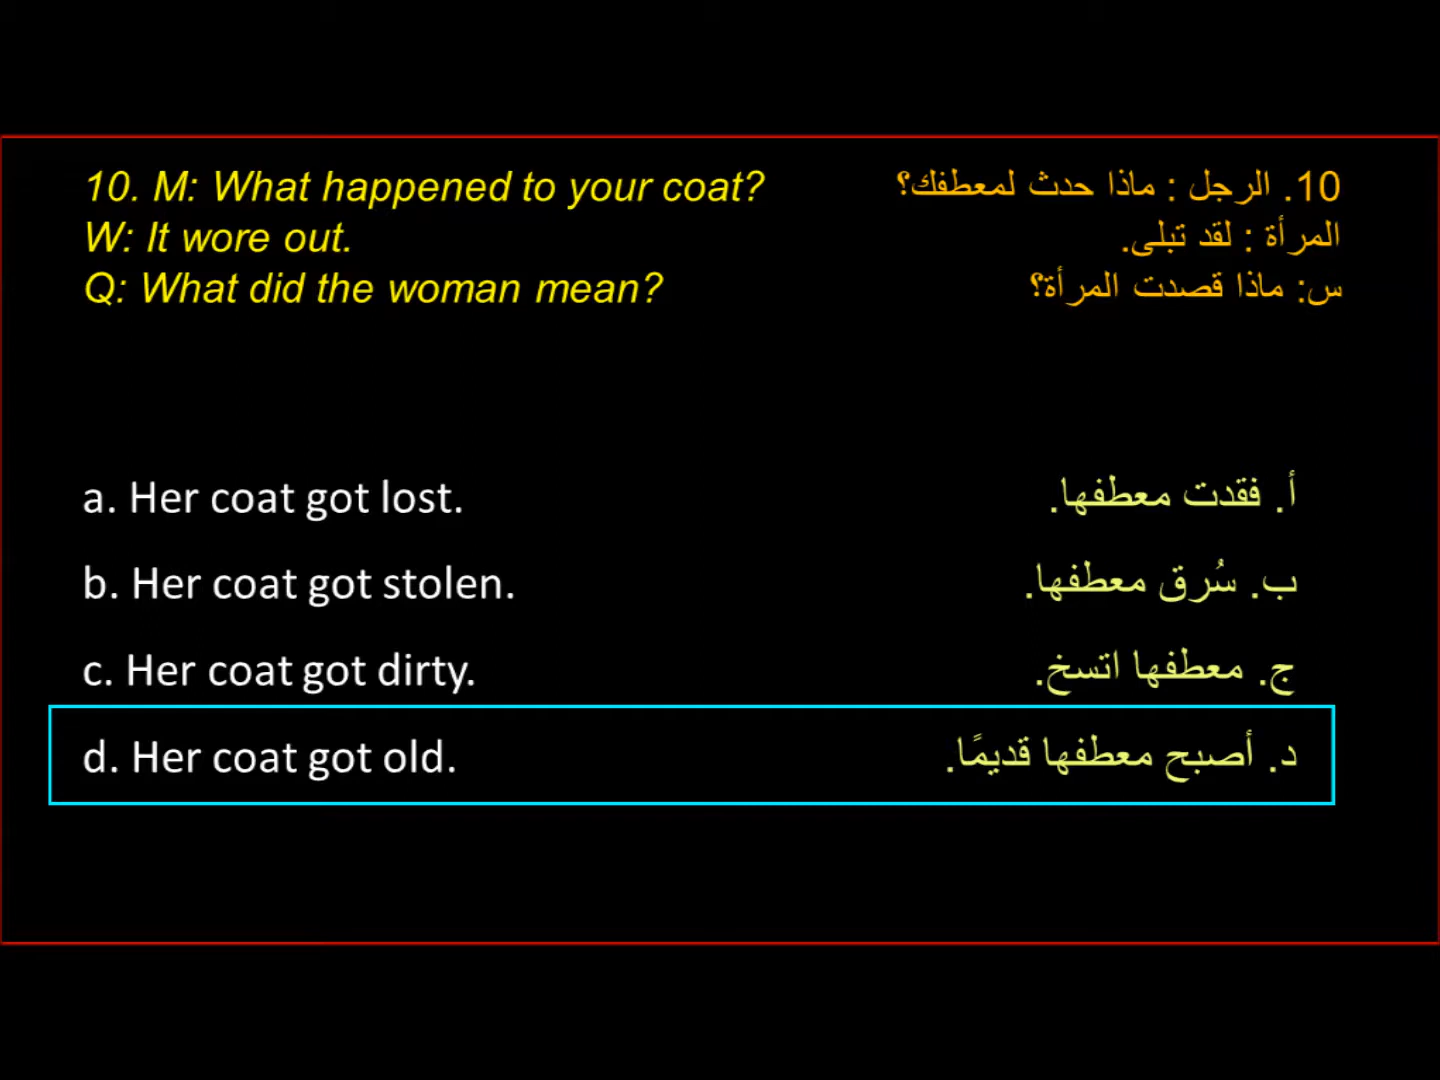 10. M: What happened to your coat?
10. الرجل : ماذا حدث لمعطفك؟
W: It wore out.
المرأة : لقد تبلى.
Q: What did the woman mean?
س: ماذا قصدت المرأة؟
a. Her coat got lost.
أ. فقدت معطفها.
b. Her coat got stolen.
ب. سُرق معطفها.
c. Her coat got dirty.
ج. معطفها اتسخ.
d. Her coat got old.
د. أصبح معطفها قديمًا.